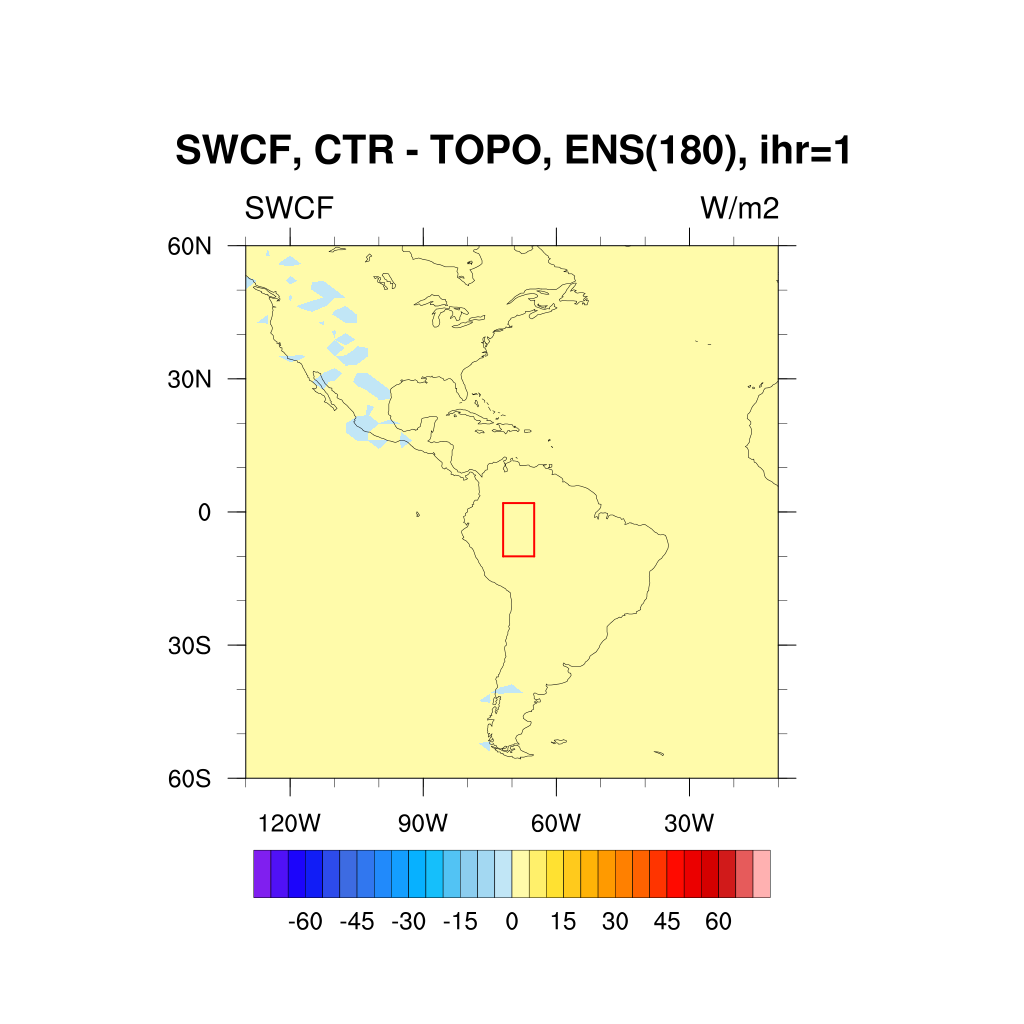 SWCF, CTR - TOPO, ENS(180), ihr=1
SWCF W/m2
60N
30N
0
30S
60S
120W 90W 60W 30W
-60 -45 -30 -15 0 15 30 45 60